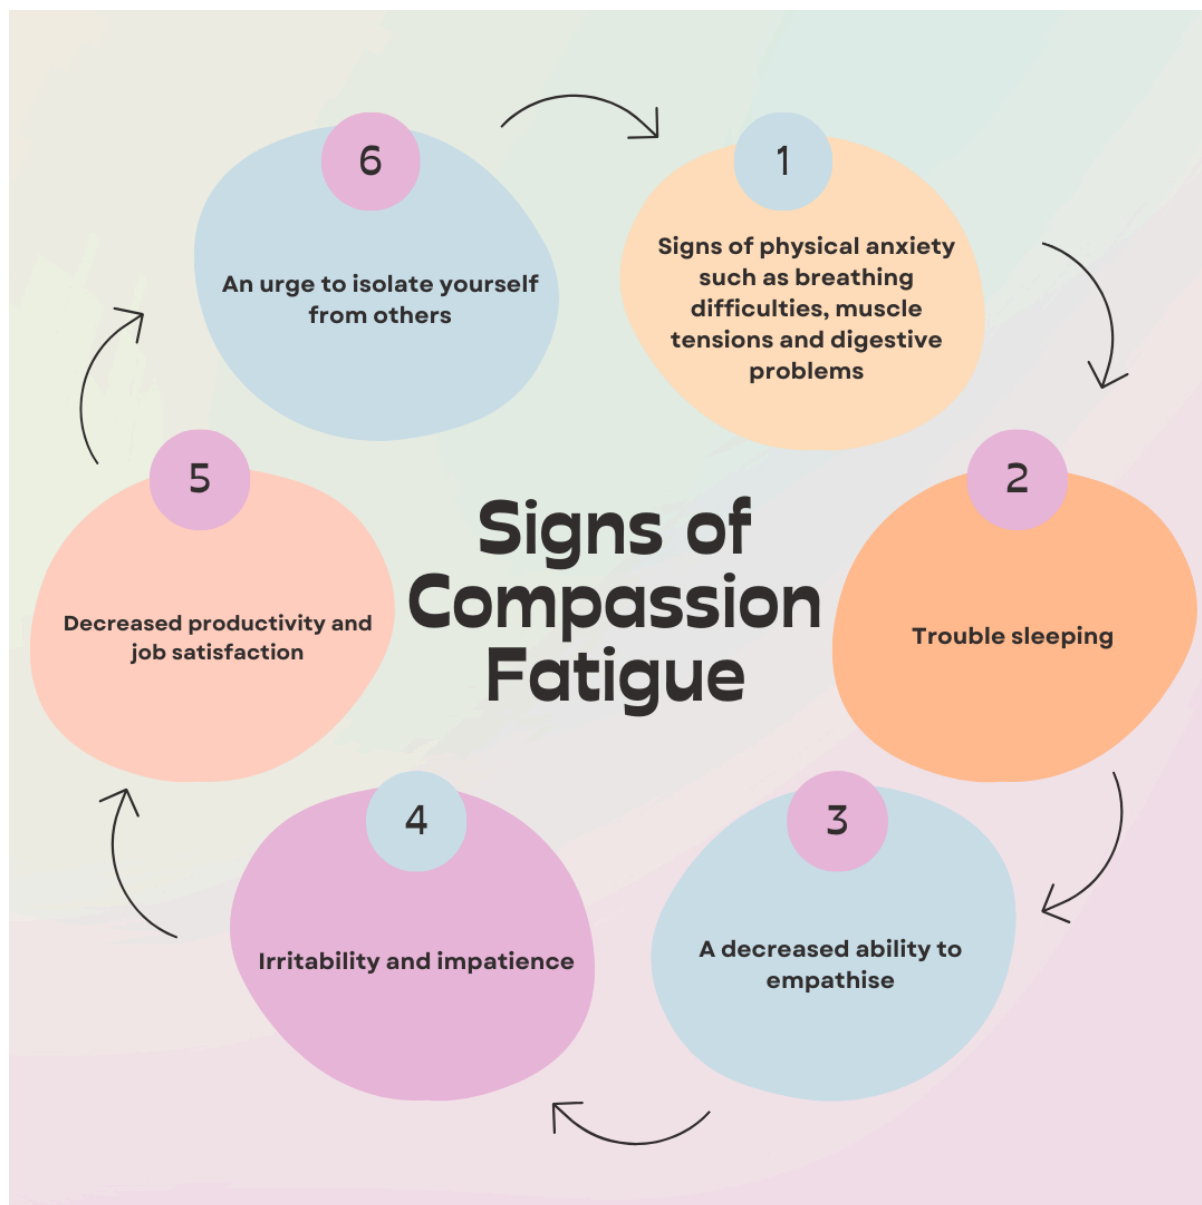 Signs of
Compassion
Fatigue
1
Signs of physical anxiety
such as breathing
difficulties, muscle
tensions and digestive
problems
2
Trouble sleeping
3
A decreased ability to
empathise
4
Irritability and impatience
5
Decreased productivity and
job satisfaction
6
An urge to isolate yourself
from others